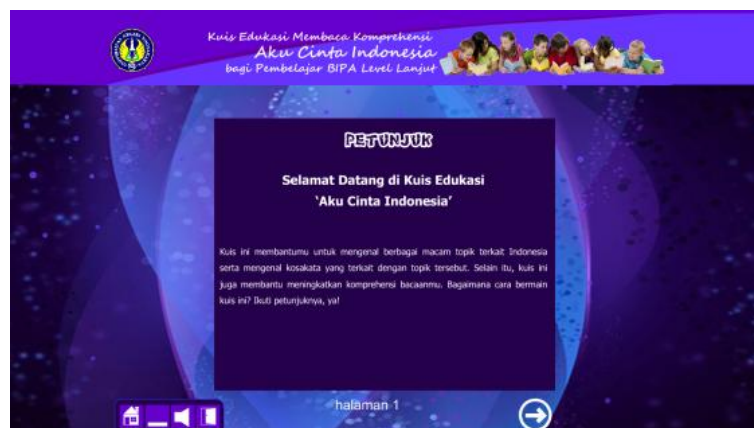 Kuis Edukasi Membaca Komprehensi
Aku Cinta Indonesia
bagi Pembelajar BIPA Level Lanjut
PETUNJUK
Selamat Datang di Kuis Edukasi
'Aku Cinta Indonesia'
Kuis ini membantumu untuk mengenal berbagai macam topik terkait Indonesia
serta mengenal kosakata yang terkait dengan topik tersebut. Selain itu, kuis ini
juga membantu meningkatkan komprehensi bacaanmu. Bagaimana cara bermain
kuis ini? Ikuti petunjuknya, ya!
halaman 1